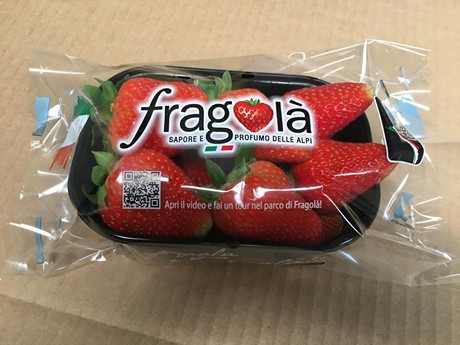 fragolà
SAPORE E PROFUMO DELLE ALPI
Apri il video e fai un tour nel parco di Fragolà!